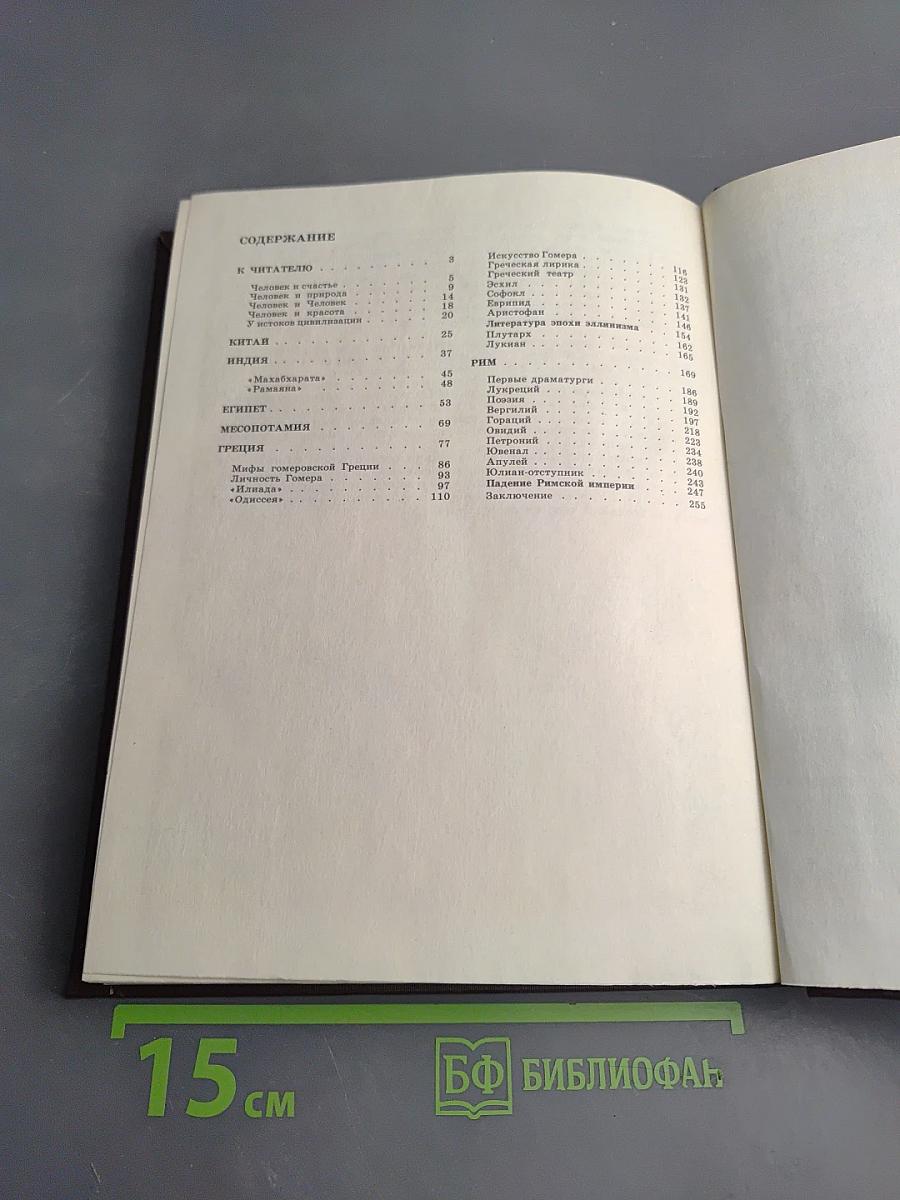 СОДЕРЖАНИЕ
К ЧИТАТЕЛЮ . . . . . . . . . 3
Человек и счастье . . . . . . 5
Человек и природа . . . . . . 9
Человек и Человек . . . . . . 14
Человек и красота . . . . . . 18
У истоков цивилизации . . . . 20
КИТАЙ . . . . . . . . . . . . 25
ИНДИЯ . . . . . . . . . . . . 37
«Махабхарата» . . . . . . . . 45
«Рамаяна» . . . . . . . . . . 48
ЕГИПЕТ . . . . . . . . . . . . 53
МЕСОПОТАМИЯ . . . . . . . . . 69
ГРЕЦИЯ . . . . . . . . . . . . 77
Мифы гомеровской Греции . . . 86
Личность Гомера . . . . . . . 93
«Илиада» . . . . . . . . . . . 97
«Одиссея» . . . . . . . . . . 110
Искусство Гомера . . . . . . . 116
Греческая лирика . . . . . . . 123
Греческий театр . . . . . . . 131
Эсхил . . . . . . . . . . . . 132
Софокл . . . . . . . . . . . . 137
Еврипид . . . . . . . . . . . 141
Аристофан . . . . . . . . . . 146
Литература эпохи эллинизма . . 154
Плутарх . . . . . . . . . . . 162
Лукиан . . . . . . . . . . . . 165
РИМ . . . . . . . . . . . . . 169
Первые драматурги . . . . . . 186
Лукреций . . . . . . . . . . . 189
Поэзия . . . . . . . . . . . . 192
Вергилий . . . . . . . . . . . 197
Гораций . . . . . . . . . . . 218
Овидий . . . . . . . . . . . . 223
Петроний . . . . . . . . . . . 234
Ювенал . . . . . . . . . . . . 238
Апулей . . . . . . . . . . . . 240
Юлиан-отступник . . . . . . . 243
Падение Римской империи . . . 247
Заключение . . . . . . . . . . 255
15 см
БФ БИБЛИОФАН